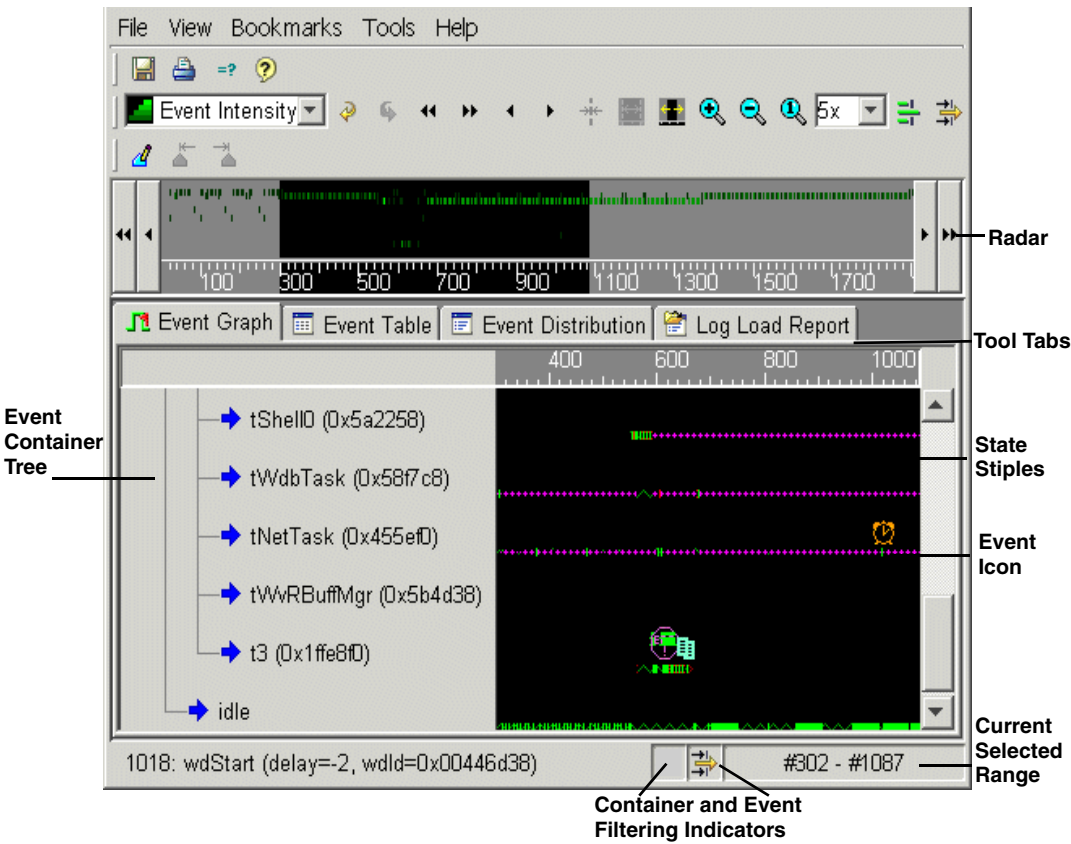 File View Bookmarks Tools Help
=?
Event Intensity 5x
100 300 500 700 900 1100 1300 1500 1700
Radar
Event Graph Event Table Event Distribution Log Load Report
Tool Tabs
400 600 800 1000
Event
Container
Tree
tShell0 (0x5a2258)
tWdbTask (0x58f7c8)
tNetTask (0x455ef0)
tWvRBuffMgr (0x5b4d38)
t3 (0x1ffe8f0)
idle
State
Stiples
Event
Icon
1018: wdStart (delay=-2, wdId=0x00446d38)
#302 - #1087
Current
Selected
Range
Container and Event
Filtering Indicators